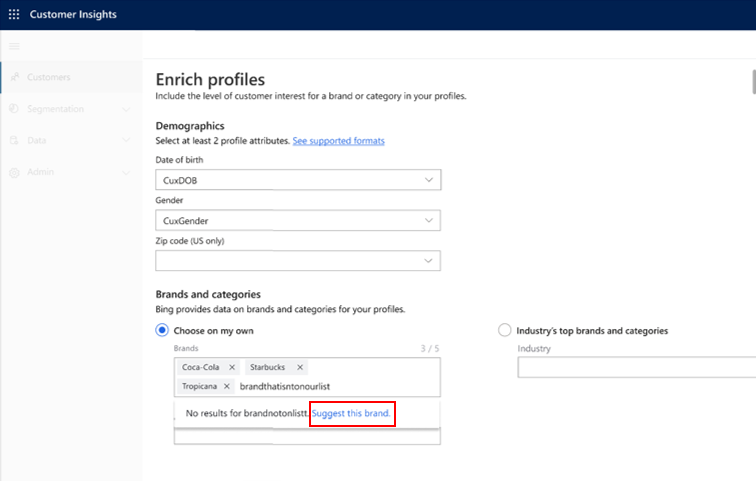 Customer Insights
Customers
Segmentation
Data
Admin
Enrich profiles
Include the level of customer interest for a brand or category in your profiles.
Demographics
Select at least 2 profile attributes. See supported formats
Date of birth
CuxDOB
Gender
CuxGender
Zip code (US only)
Brands and categories
Bing provides data on brands and categories for your profiles.
Choose on my own
Brands 3 / 5
Coca-Cola Starbucks
Tropicana brandthatisntonourlist
No results for brandnotonlistt. Suggest this brand.
Industry's top brands and categories
Industry